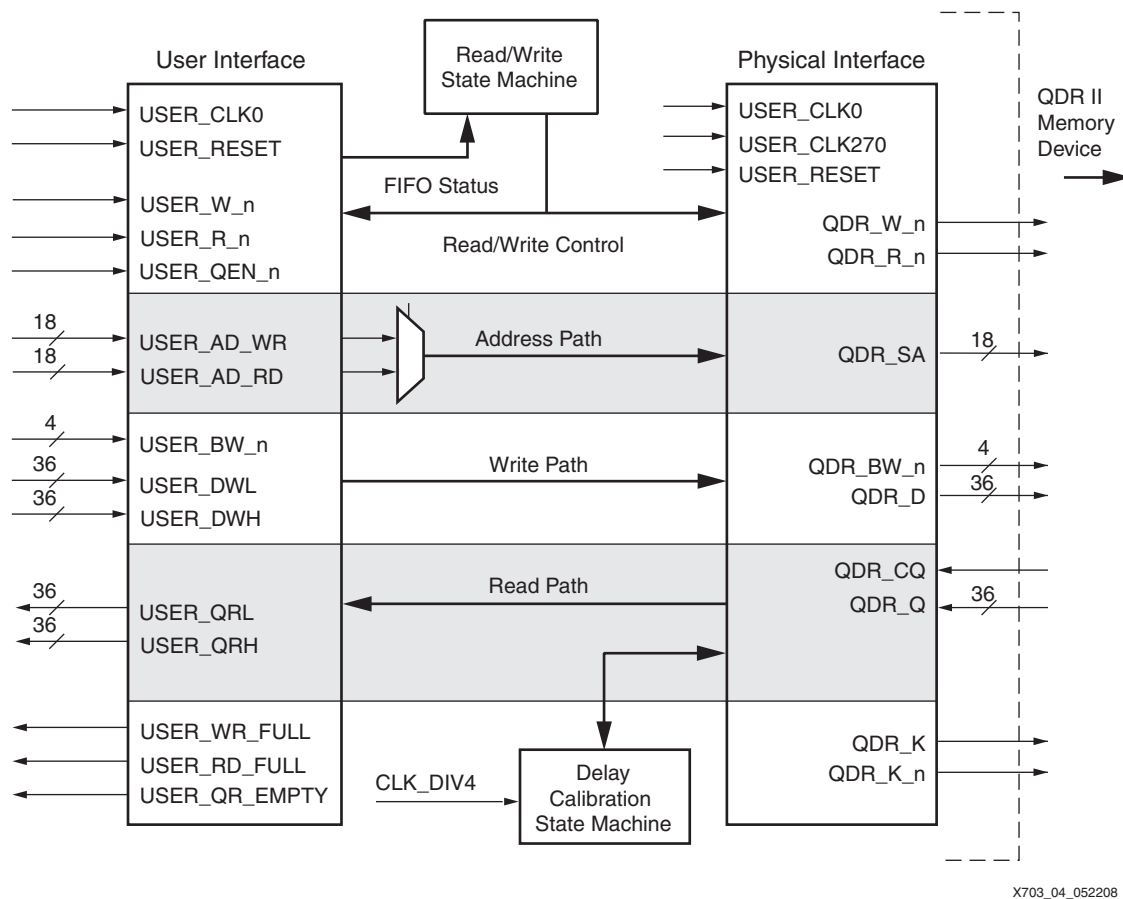 User Interface
Read/Write
State Machine
Physical Interface
QDR II
Memory
Device
USER_CLK0
USER_RESET
USER_W_n
USER_R_n
USER_QEN_n
FIFO Status
Read/Write Control
USER_CLK0
USER_CLK270
USER_RESET
QDR_W_n
QDR_R_n
18
USER_AD_WR
18
USER_AD_RD
Address Path
QDR_SA
18
4
USER_BW_n
36
USER_DWL
36
USER_DWH
Write Path
QDR_BW_n
4
QDR_D
36
36
USER_QRL
36
USER_QRH
Read Path
QDR_CQ
QDR_Q
36
USER_WR_FULL
USER_RD_FULL
USER_QR_EMPTY
CLK_DIV4
Delay
Calibration
State Machine
QDR_K
QDR_K_n
X703_04_052208